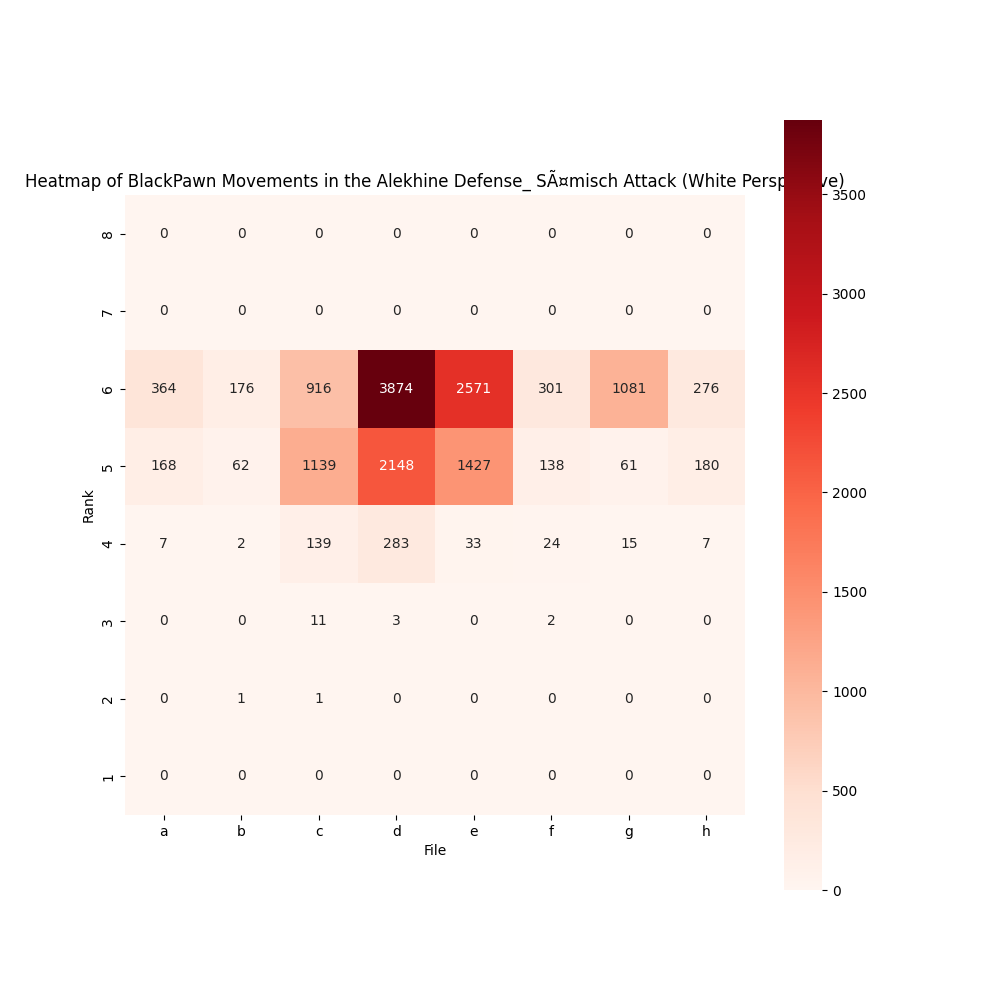 Heatmap of BlackPawn Movements in the Alekhine Defense_ SÃ¤misch Attack (White Persp ve)
8 0 0 0 0 0 0 0 0
7 0 0 0 0 0 0 0 0
6 364 176 916 3874 2571 301 1081 276
5 168 62 1139 2148 1427 138 61 180
4 7 2 139 283 33 24 15 7
3 0 0 11 3 0 2 0 0
2 0 1 1 0 0 0 0 0
1 0 0 0 0 0 0 0 0
Rank
a b c d e f g h
File
3500
3000
2500
2000
1500
1000
500
0